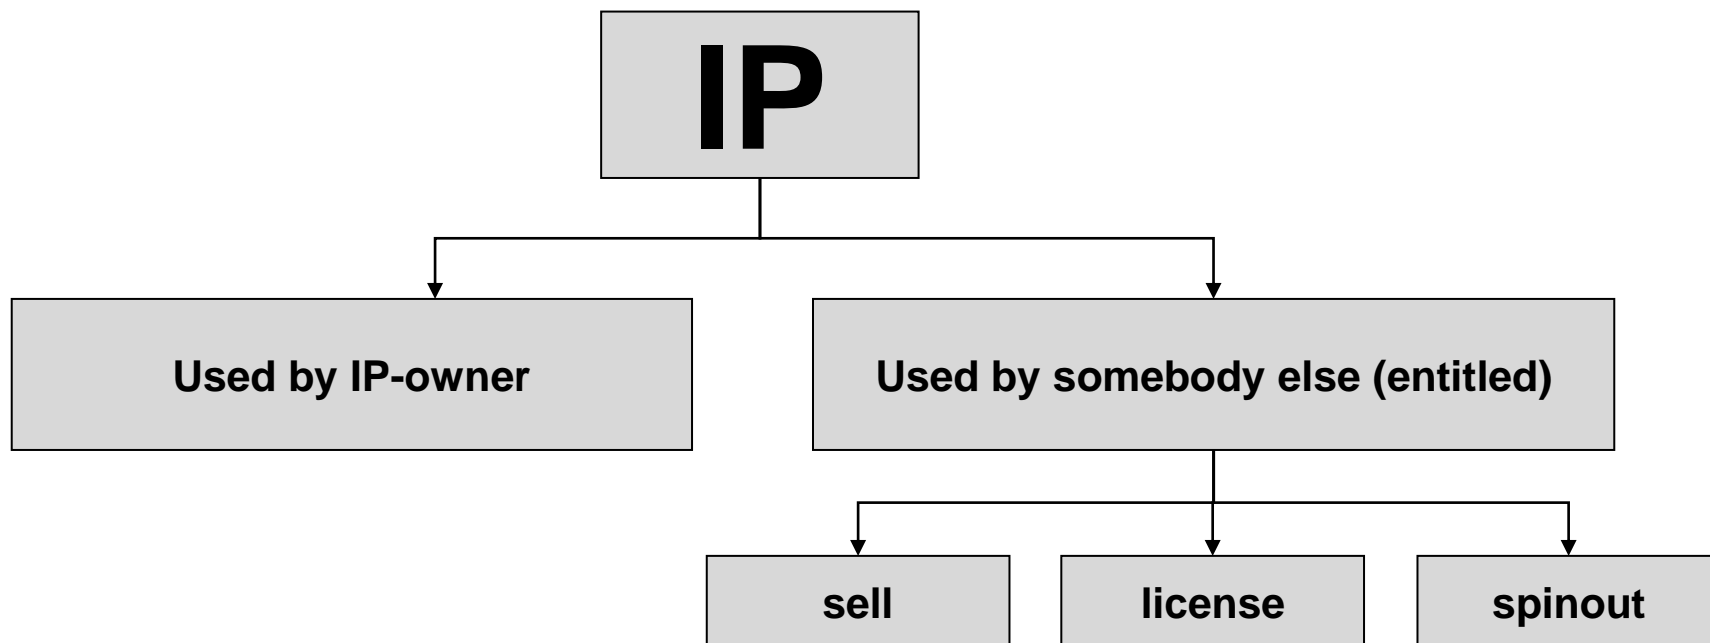 IP
Used by IP-owner
Used by somebody else (entitled)
sell
license
spinout